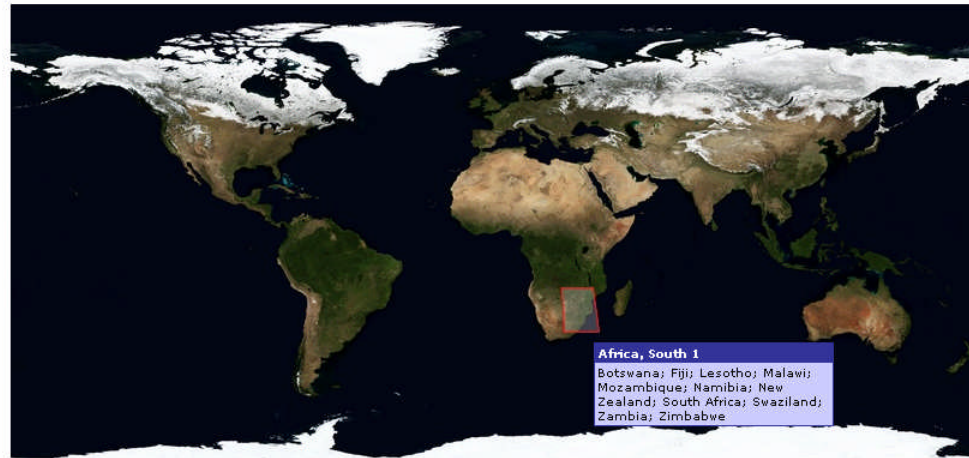 Africa, South 1
Botswana; Fiji; Lesotho; Malawi;
Mozambique; Namibia; New
Zealand; South Africa; Swaziland;
Zambia; Zimbabwe